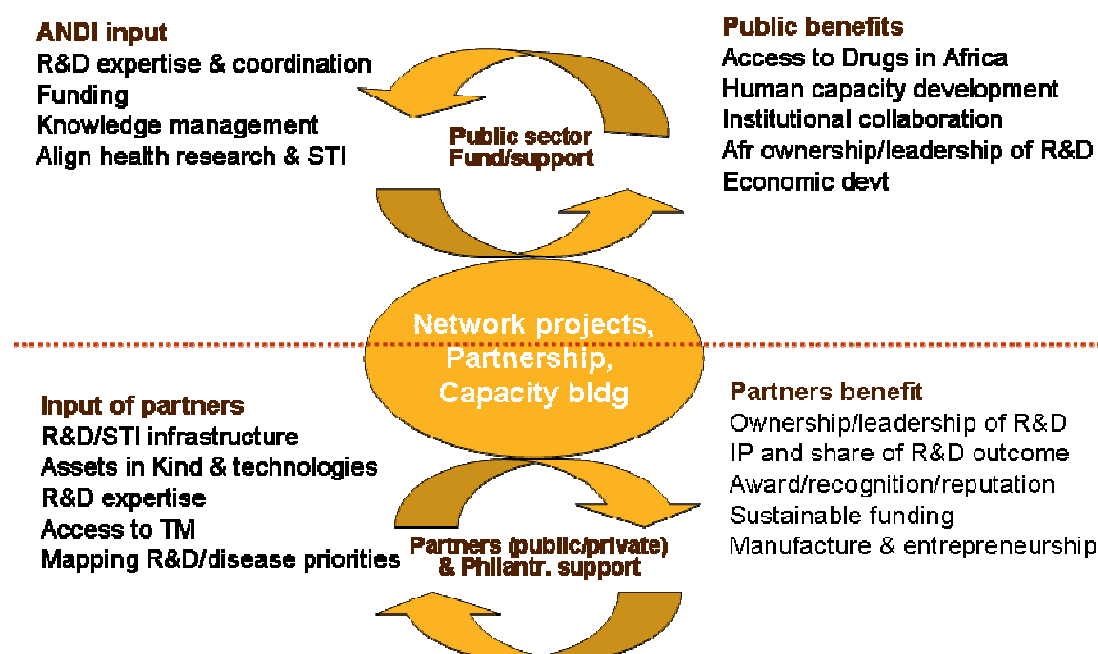 ANDI input
R&D expertise & coordination
Funding
Knowledge management
Align health research & STI
Public sector
Fund/support
Public benefits
Access to Drugs in Africa
Human capacity development
Institutional collaboration
Afr ownership/leadership of R&D
Economic devt
Network projects,
Partnership,
Capacity bldg
Input of partners
R&D/STI infrastructure
Assets in Kind & technologies
R&D expertise
Access to TM
Mapping R&D/disease priorities
Partners (public/private)
& Philantr. support
Partners benefit
Ownership/leadership of R&D
IP and share of R&D outcome
Award/recognition/reputation
Sustainable funding
Manufacture & entrepreneurship